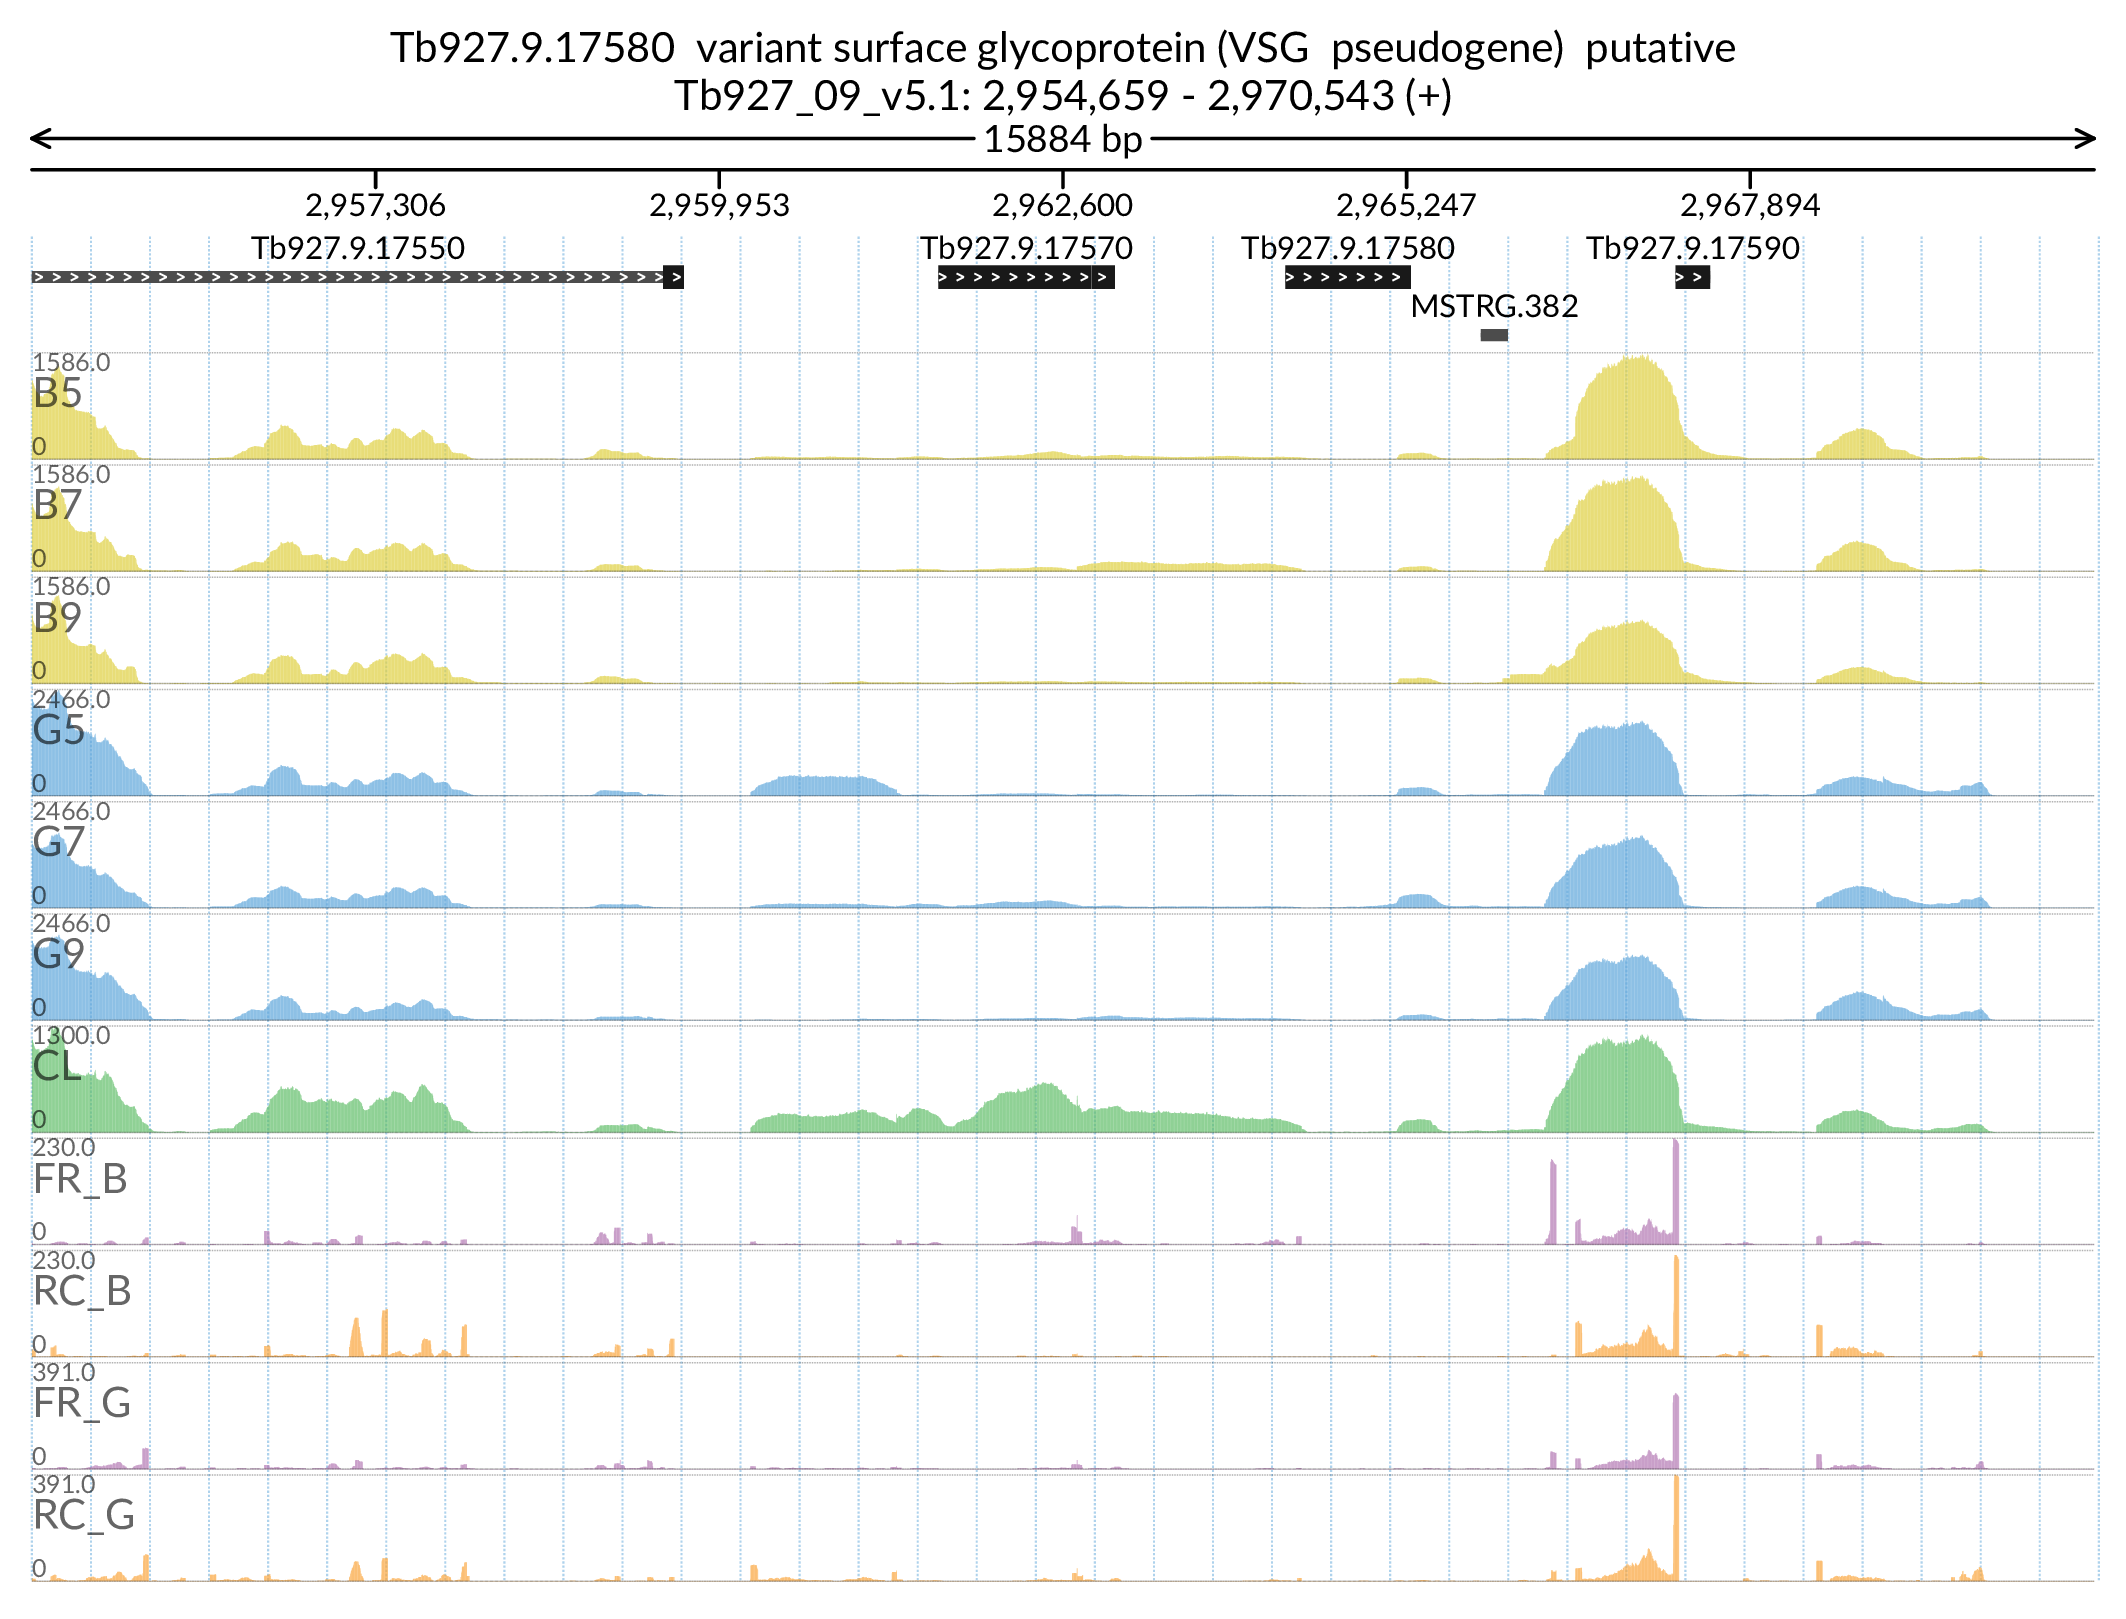 Tb927.9.17580 variant surface glycoprotein (VSG pseudogene) putative
Tb927_09_v5.1: 2,954,659 - 2,970,543 (+)
15884 bp
2,957,306 2,959,953 2,962,600 2,965,247 2,967,894
Tb927.9.17550 Tb927.9.17570 Tb927.9.17580 Tb927.9.17590
MSTRG.382
1586.0
B5
0
1586.0
B7
0
1586.0
B9
0
2466.0
G5
0
2466.0
G7
0
2466.0
G9
0
1300.0
CL
0
230.0
FR_B
0
230.0
RC_B
0
391.0
FR_G
0
391.0
RC_G
0